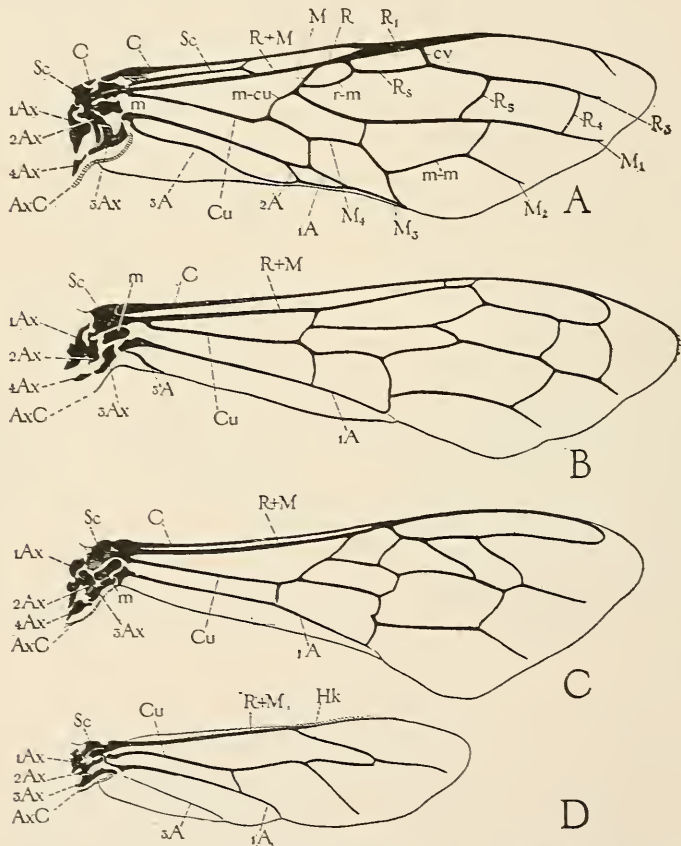 M R R₁
C C Sc R+M cv
Sc
1Ax m m-cu r-m Rs R₅ R₄ R₃
2Ax
4Ax M₁
m-m
AxC 3Ax 3A Cu 2A 1A M₄ M₃ M₂ A
Sc m C R+M
1Ax
2Ax
4Ax
AxC 3Ax 3A Cu 1A B
Sc C R+M
1Ax
2Ax m
4Ax 3Ax
AxC Cu 1A C
Sc Cu R+M Hk
1Ax
2Ax
3Ax
AxC 3A 1A D